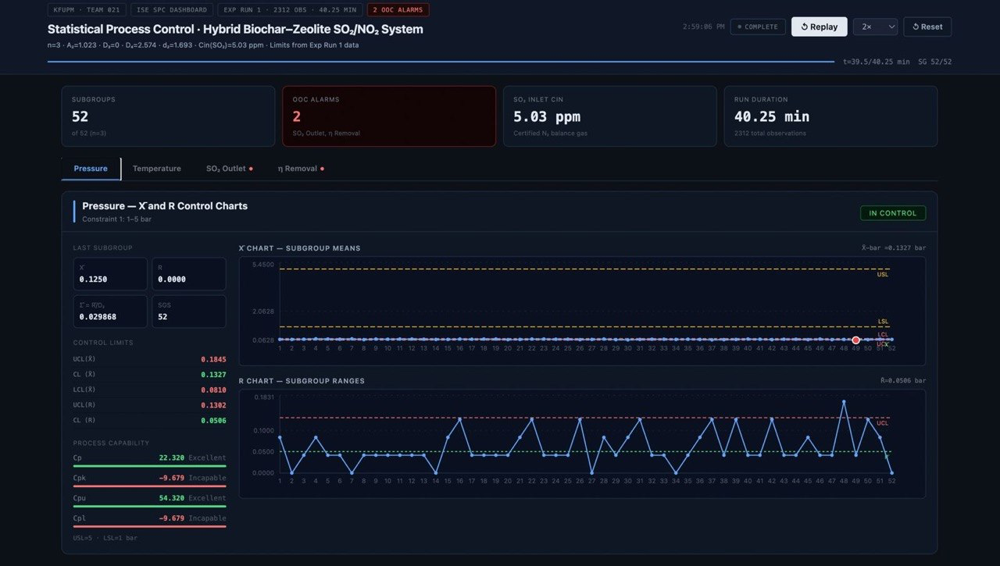 KFUPM · TEAM 021
ISE SPC DASHBOARD
EXP RUN 1 · 2312 OBS · 40.25 MIN
2 OOC ALARMS
Statistical Process Control · Hybrid Biochar–Zeolite SO₂/NO₂ System
n=3 · A₂=1.023 · D₃=0 · D₄=2.574 · d₂=1.693 · Cin(SO₂)=5.03 ppm · Limits from Exp Run 1 data
2:59:06 PM
COMPLETE
↺ Replay
2×
↺ Reset
t=39.5/40.25 min SG 52/52
SUBGROUPS
52
of 52 (n=3)
OOC ALARMS
2
SO₂ Outlet, η Removal
SO₂ INLET CIN
5.03 ppm
Certified N₂ balance gas
RUN DURATION
40.25 min
2312 total observations
Pressure
Temperature
SO₂ Outlet
η Removal
Pressure — X̄ and R Control Charts
Constraint 1: 1–5 bar
IN CONTROL
LAST SUBGROUP
X̄
0.1250
R
0.0000
Σ̂ = R̄/D₂
0.029868
SGS
52
CONTROL LIMITS
UCL(X̄) 0.1845
CL (X̄) 0.1327
LCL(X̄) 0.0810
UCL(R) 0.1302
CL (R) 0.0506
PROCESS CAPABILITY
Cp 22.320 Excellent
Cpk −9.679 Incapable
Cpu 54.320 Excellent
Cpl −9.679 Incapable
USL=5 · LSL=1 bar
X̄ CHART — SUBGROUP MEANS
X̄-bar =0.1327 bar
5.4500
USL
2.0628
LSL
LCL
0.0628
UCL
1 2 3 4 5 6 7 8 9 10 11 12 13 14 15 16 17 18 19 20 21 22 23 24 25 26 27 28 29 30 31 32 33 34 35 36 37 38 39 40 41 42 43 44 45 46 47 48 49 50 51 52
R CHART — SUBGROUP RANGES
R̄=0.0506 bar
0.1831
UCL
0.1000
0.0500
0.0000
1 2 3 4 5 6 7 8 9 10 11 12 13 14 15 16 17 18 19 20 21 22 23 24 25 26 27 28 29 30 31 32 33 34 35 36 37 38 39 40 41 42 43 44 45 46 47 48 49 50 51 52